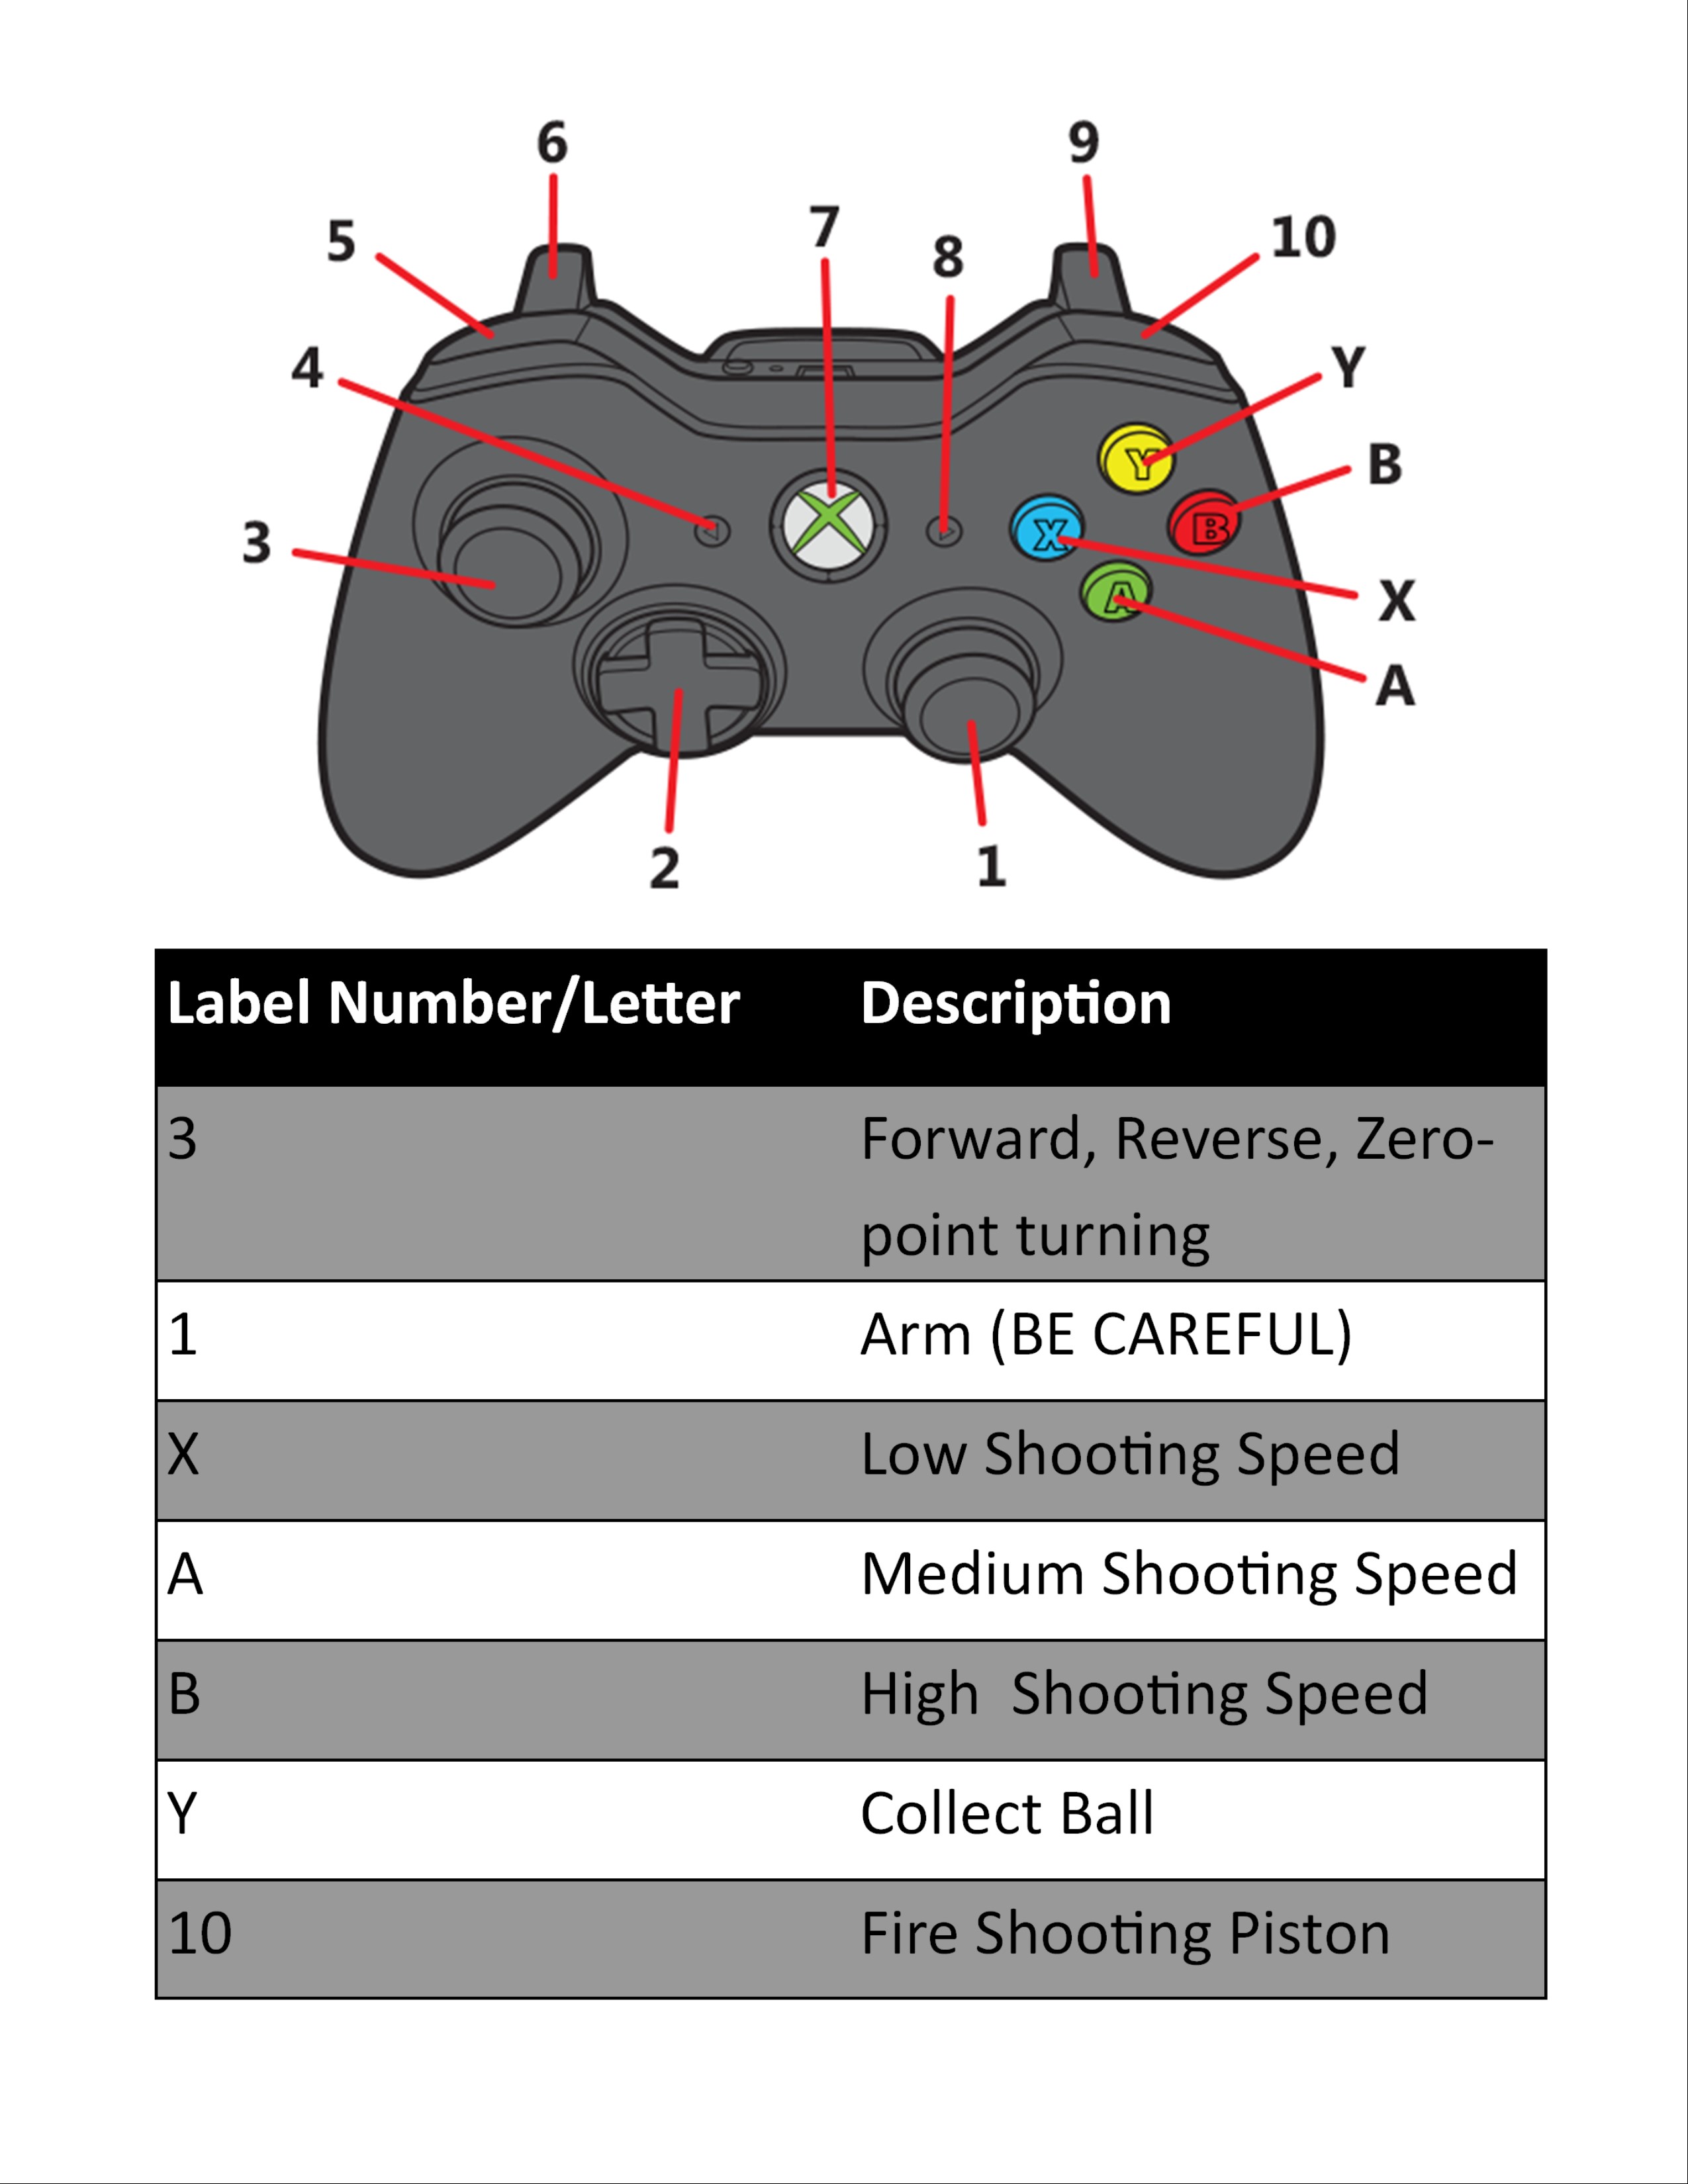 6
9
5
7
8
10
4
Y
B
3
X
A
2
1
Y
B
X
A
Label Number/Letter Description
3 Forward, Reverse, Zero-
point turning
1 Arm (BE CAREFUL)
X Low Shooting Speed
A Medium Shooting Speed
B High  Shooting Speed
Y Collect Ball
10 Fire Shooting Piston